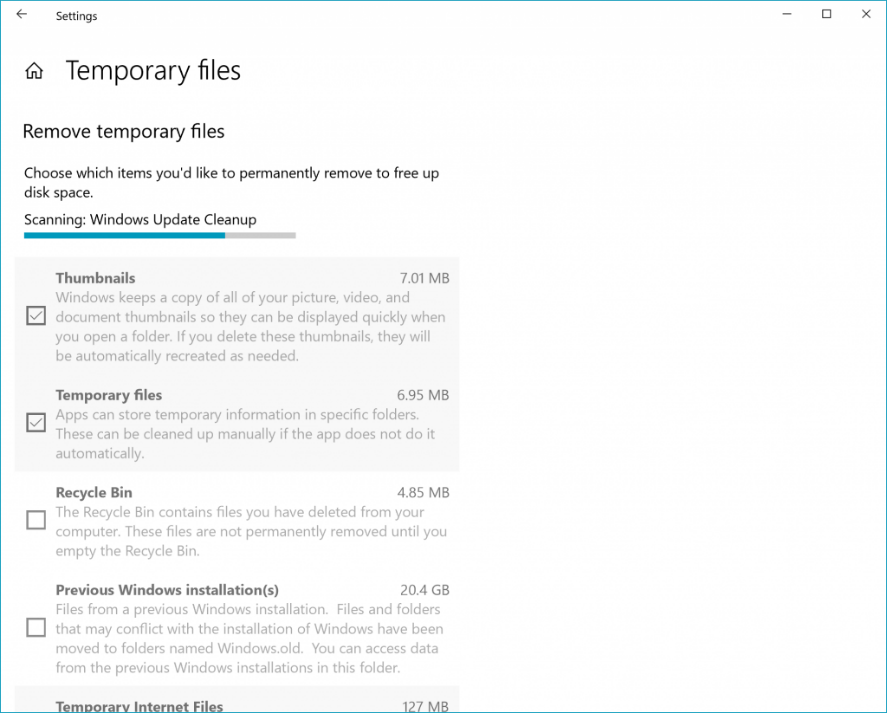 Settings
Temporary files
Remove temporary files
Choose which items you'd like to permanently remove to free up
disk space.
Scanning: Windows Update Cleanup
Thumbnails 7.01 MB
Windows keeps a copy of all of your picture, video, and
document thumbnails so they can be displayed quickly when
you open a folder. If you delete these thumbnails, they will
be automatically recreated as needed.
Temporary files 6.95 MB
Apps can store temporary information in specific folders.
These can be cleaned up manually if the app does not do it
automatically.
Recycle Bin 4.85 MB
The Recycle Bin contains files you have deleted from your
computer. These files are not permanently removed until you
empty the Recycle Bin.
Previous Windows installation(s) 20.4 GB
Files from a previous Windows installation.  Files and folders
that may conflict with the installation of Windows have been
moved to folders named Windows.old.  You can access data
from the previous Windows installations in this folder.
Temporary Internet Files 127 MB